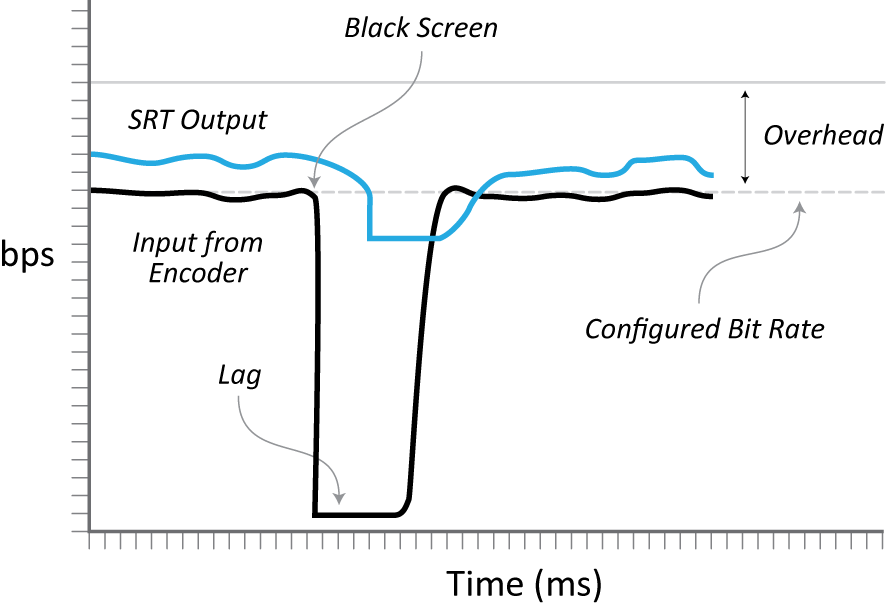 Black Screen
SRT Output
Overhead
Input from
Encoder
bps
Configured Bit Rate
Lag
Time (ms)